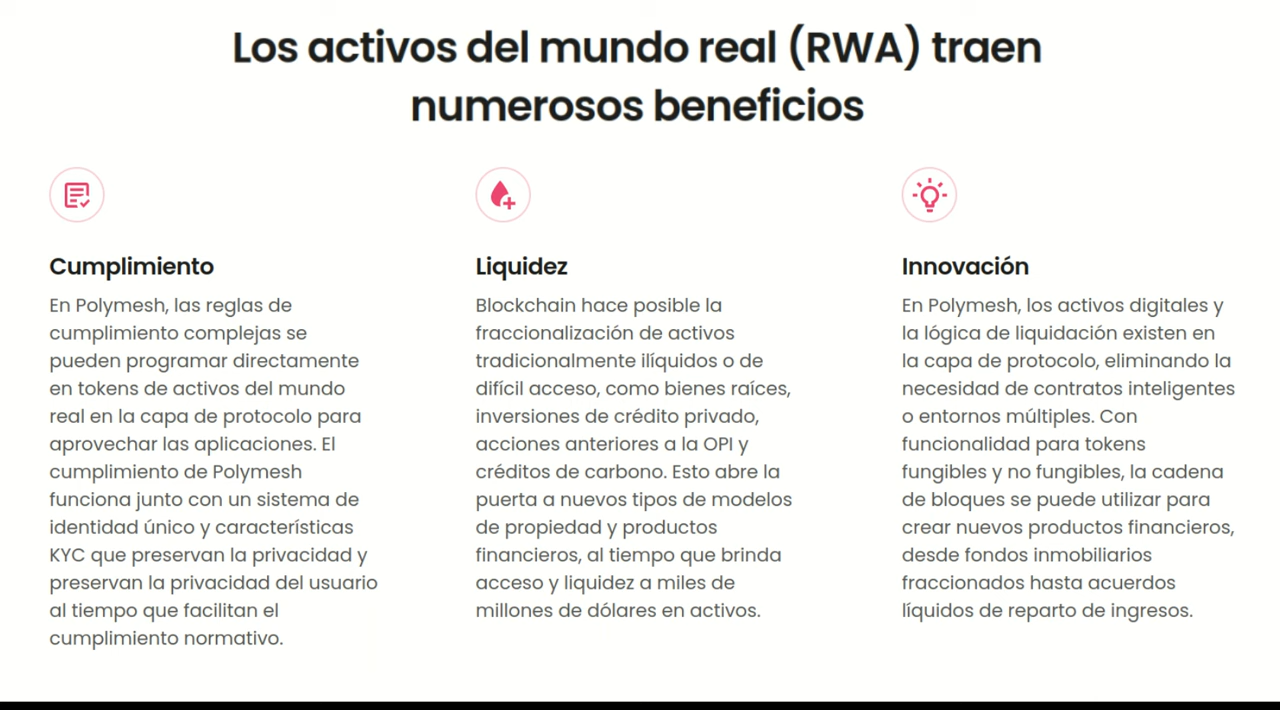 Los activos del mundo real (RWA) traen
numerosos beneficios
Cumplimiento
En Polymesh, las reglas de
cumplimiento complejas se
pueden programar directamente
en tokens de activos del mundo
real en la capa de protocolo para
aprovechar las aplicaciones. El
cumplimiento de Polymesh
funciona junto con un sistema de
identidad único y características
KYC que preservan la privacidad y
preservan la privacidad del usuario
al tiempo que facilitan el
cumplimiento normativo.
Liquidez
Blockchain hace posible la
fraccionalización de activos
tradicionalmente ilíquidos o de
difícil acceso, como bienes raíces,
inversiones de crédito privado,
acciones anteriores a la OPI y
créditos de carbono. Esto abre la
puerta a nuevos tipos de modelos
de propiedad y productos
financieros, al tiempo que brinda
acceso y liquidez a miles de
millones de dólares en activos.
Innovación
En Polymesh, los activos digitales y
la lógica de liquidación existen en
la capa de protocolo, eliminando la
necesidad de contratos inteligentes
o entornos múltiples. Con
funcionalidad para tokens
fungibles y no fungibles, la cadena
de bloques se puede utilizar para
crear nuevos productos financieros,
desde fondos inmobiliarios
fraccionados hasta acuerdos
líquidos de reparto de ingresos.